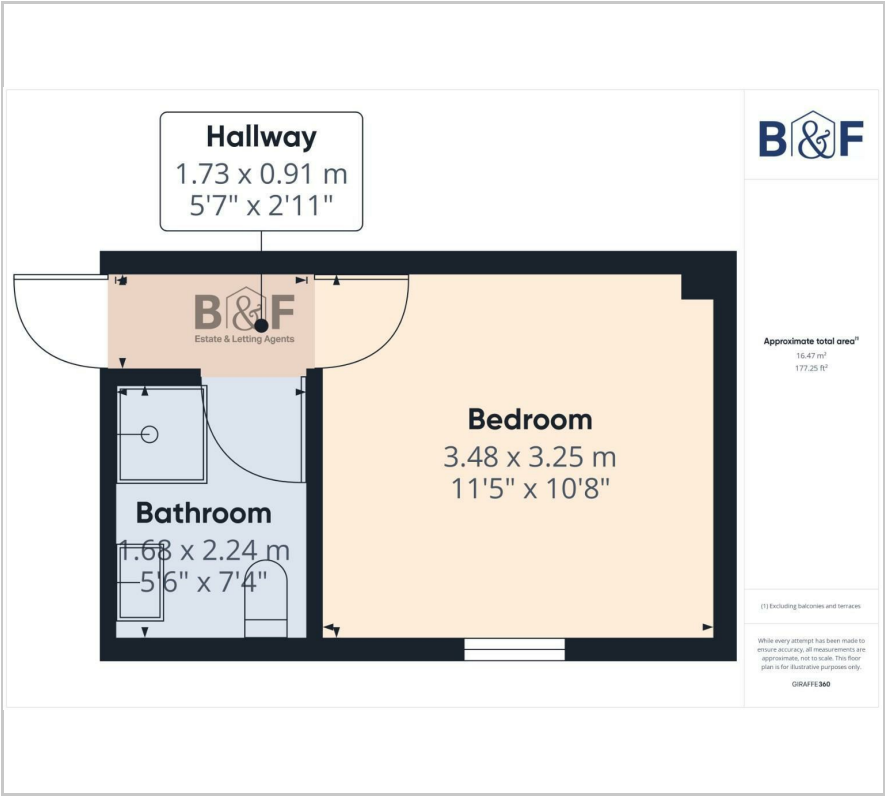 Hallway
1.73 x 0.91 m
5'7" x 2'11"
B&F
Estate & Letting Agents
Bedroom
3.48 x 3.25 m
11'5" x 10'8"
Bathroom
1.68 x 2.24 m
5'6" x 7'4"
B&F
Approximate total area⁽¹⁾
16.47 m²
177.25 ft²
(1) Excluding balconies and terraces
While every attempt has been made to
ensure accuracy, all measurements are
approximate, not to scale. This floor
plan is for illustrative purposes only.
GIRAFFE360